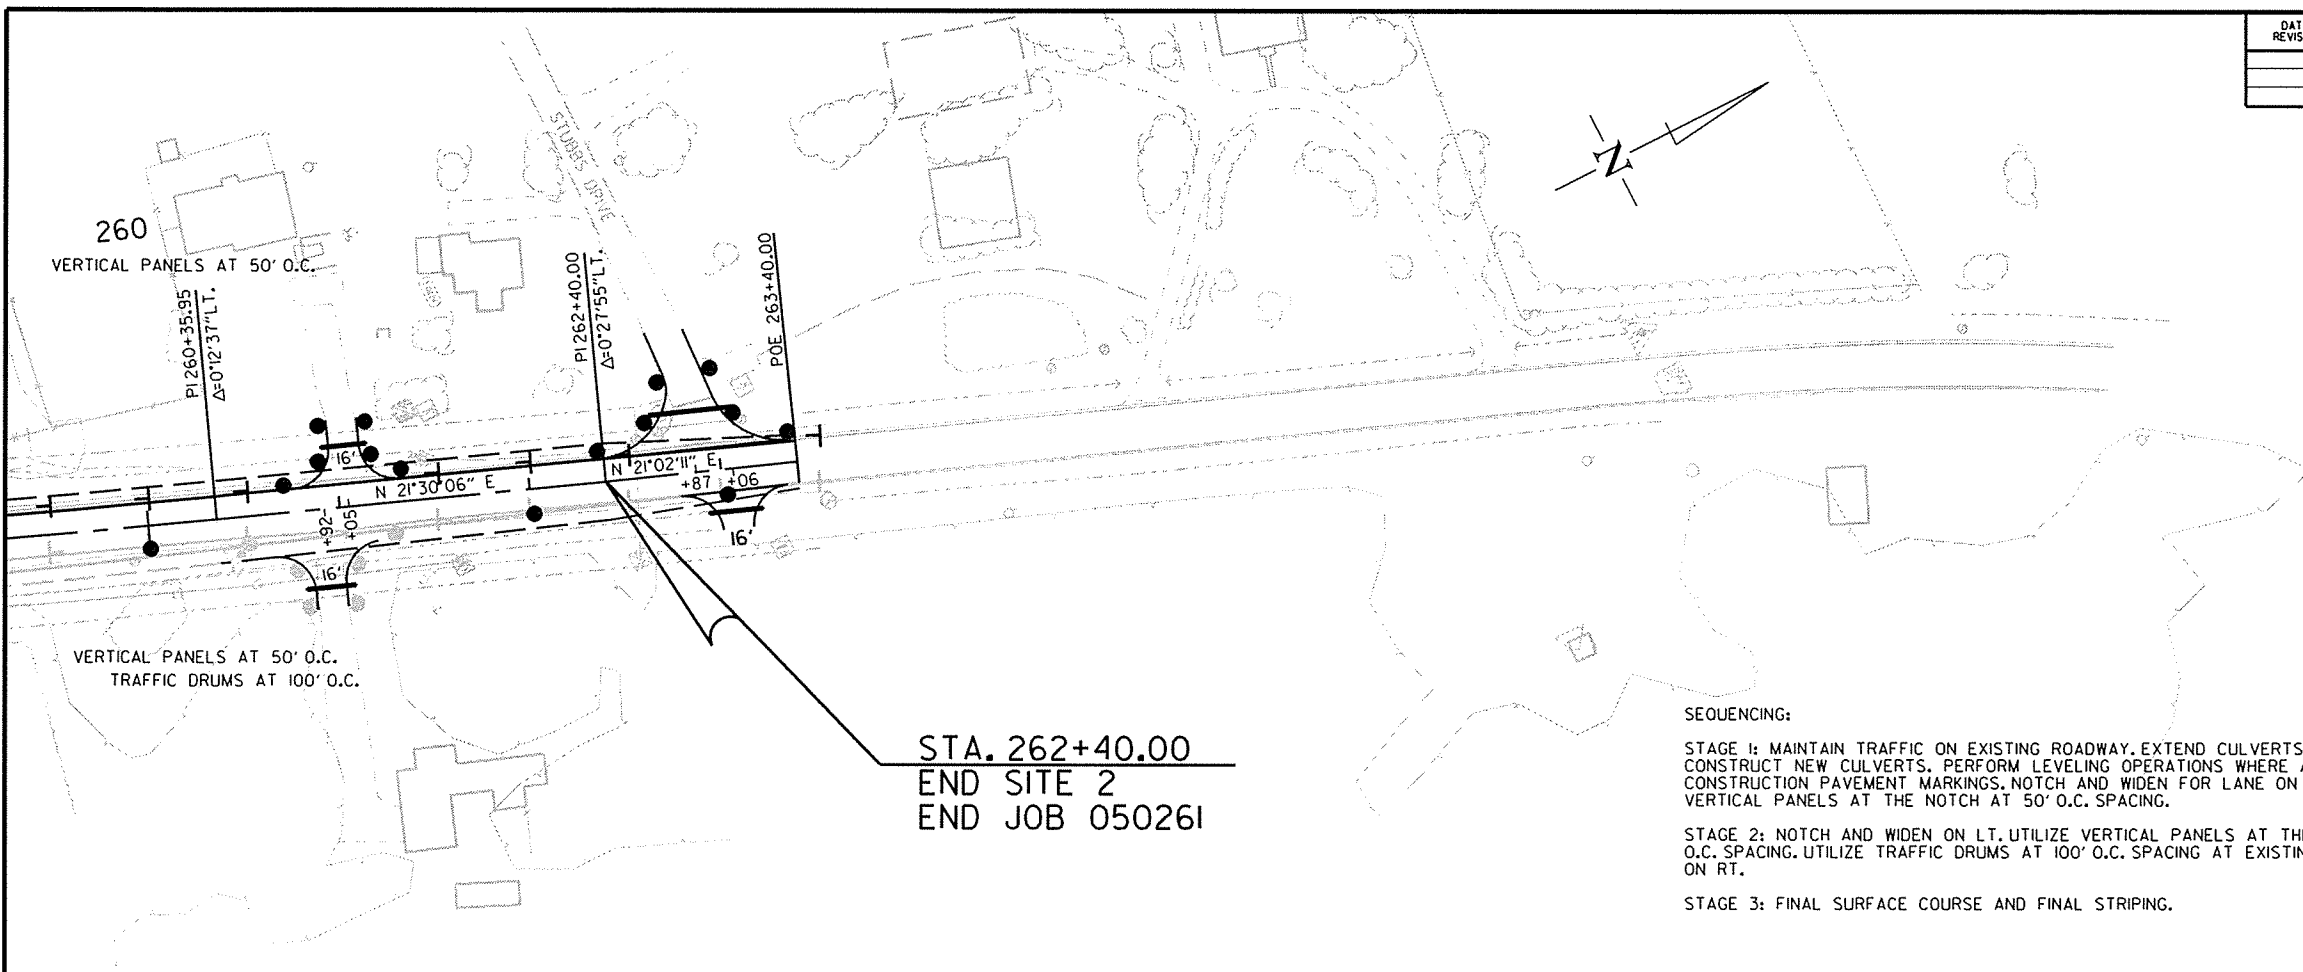 DAT
REVIS
STUBBS DRIVE
N
260
VERTICAL PANELS AT 50' O.C.
PI 260+35.95
Δ=0°12'37"LT.
PI 262+40.00
Δ=0°27'55"LT.
POE 263+40.00
16'
N 21°30'06" E
N 21°02'11" E
+87
+06
+92
+05
16'
16'
VERTICAL PANELS AT 50' O.C.
TRAFFIC DRUMS AT 100' O.C.
STA. 262+40.00
END SITE 2
END JOB 050261
SEQUENCING:
STAGE 1: MAINTAIN TRAFFIC ON EXISTING ROADWAY. EXTEND CULVERTS
CONSTRUCT NEW CULVERTS. PERFORM LEVELING OPERATIONS WHERE A
CONSTRUCTION PAVEMENT MARKINGS. NOTCH AND WIDEN FOR LANE ON
VERTICAL PANELS AT THE NOTCH AT 50' O.C. SPACING.
STAGE 2: NOTCH AND WIDEN ON LT. UTILIZE VERTICAL PANELS AT TH
O.C. SPACING. UTILIZE TRAFFIC DRUMS AT 100' O.C. SPACING AT EXISTIN
ON RT.
STAGE 3: FINAL SURFACE COURSE AND FINAL STRIPING.